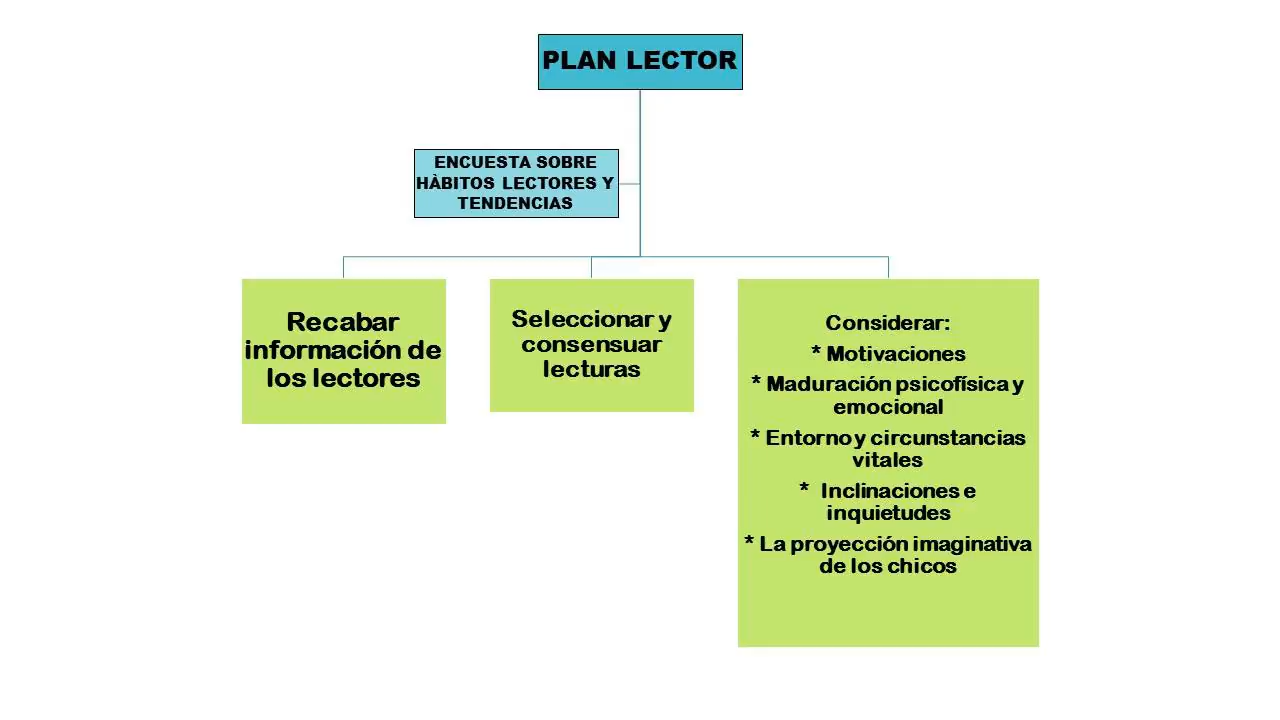 PLAN LECTOR
ENCUESTA SOBRE
HÀBITOS LECTORES Y
TENDENCIAS
Recabar
información de
los lectores
Seleccionar y
consensuar
lecturas
Considerar:
* Motivaciones
* Maduración psicofísica y
emocional
* Entorno y circunstancias
vitales
* Inclinaciones e
inquietudes
* La proyección imaginativa
de los chicos